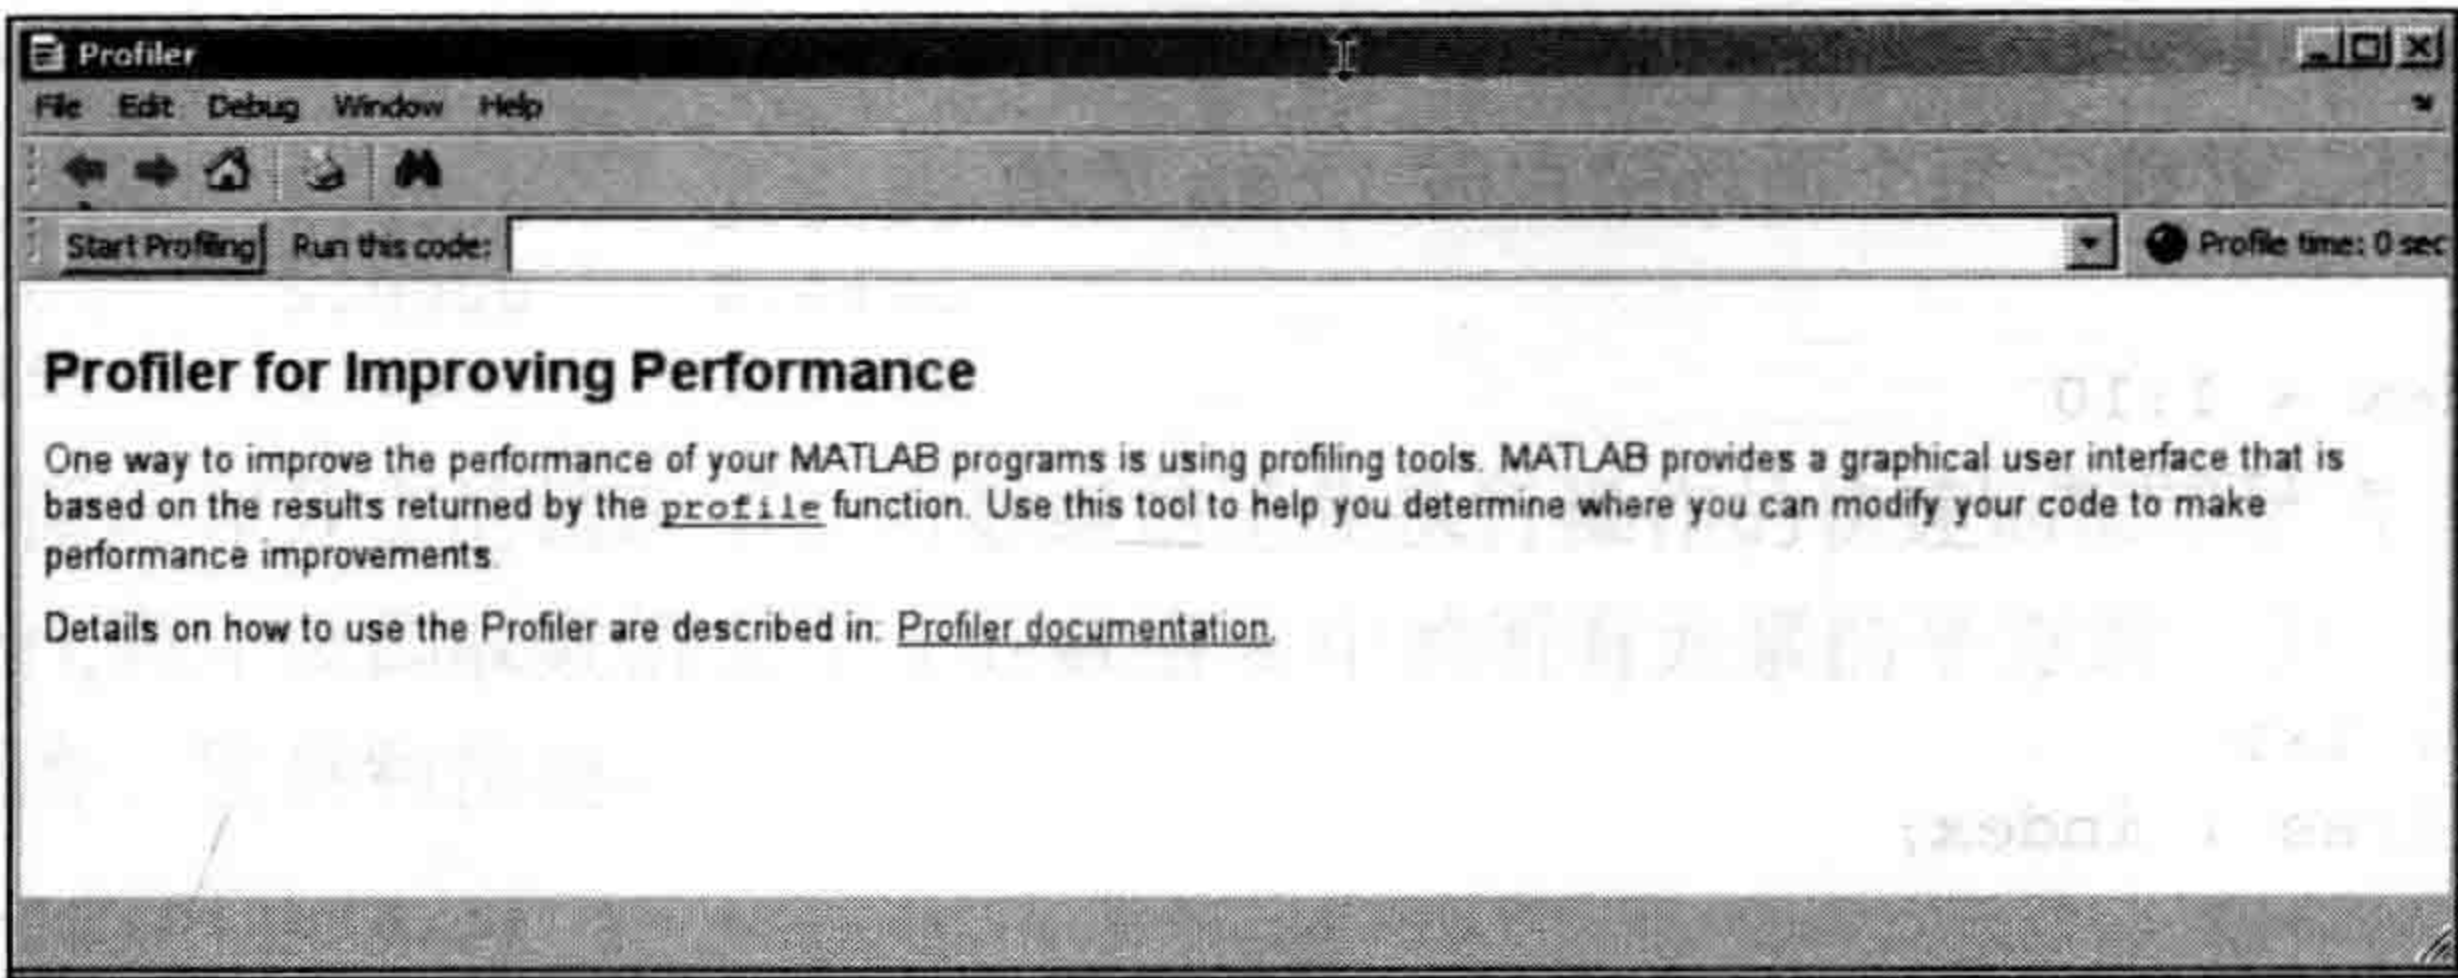 Profiler
File Edit Debug Window Help
Start Profiling Run this code: Profile time: 0 sec
Profiler for Improving Performance
One way to improve the performance of your MATLAB programs is using profiling tools. MATLAB provides a graphical user interface that is
based on the results returned by the profile function. Use this tool to help you determine where you can modify your code to make
performance improvements.
Details on how to use the Profiler are described in: Profiler documentation.